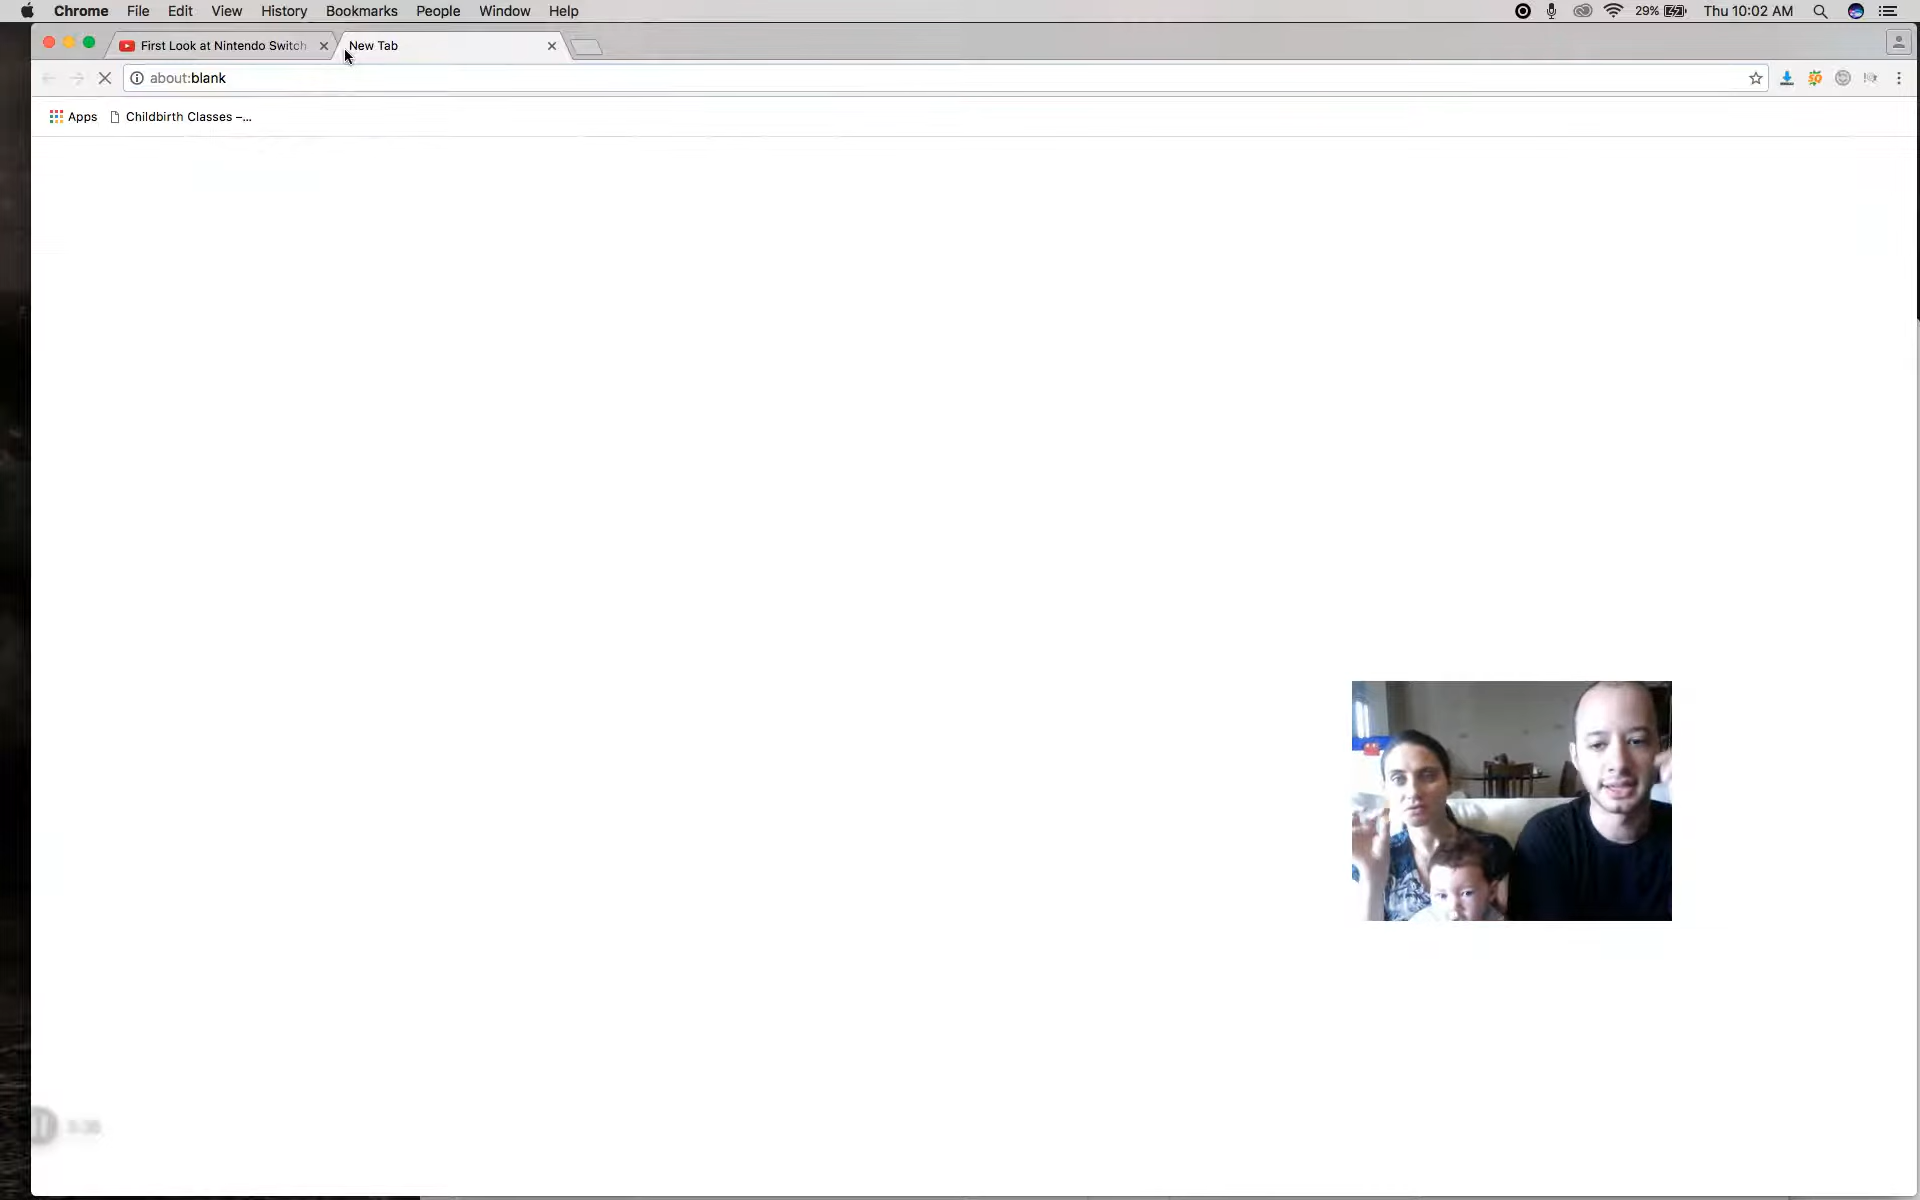 Chrome File Edit View History Bookmarks People Window Help 29% Thu 10:02 AM
First Look at Nintendo Switch New Tab
about:blank
Apps Childbirth Classes –...